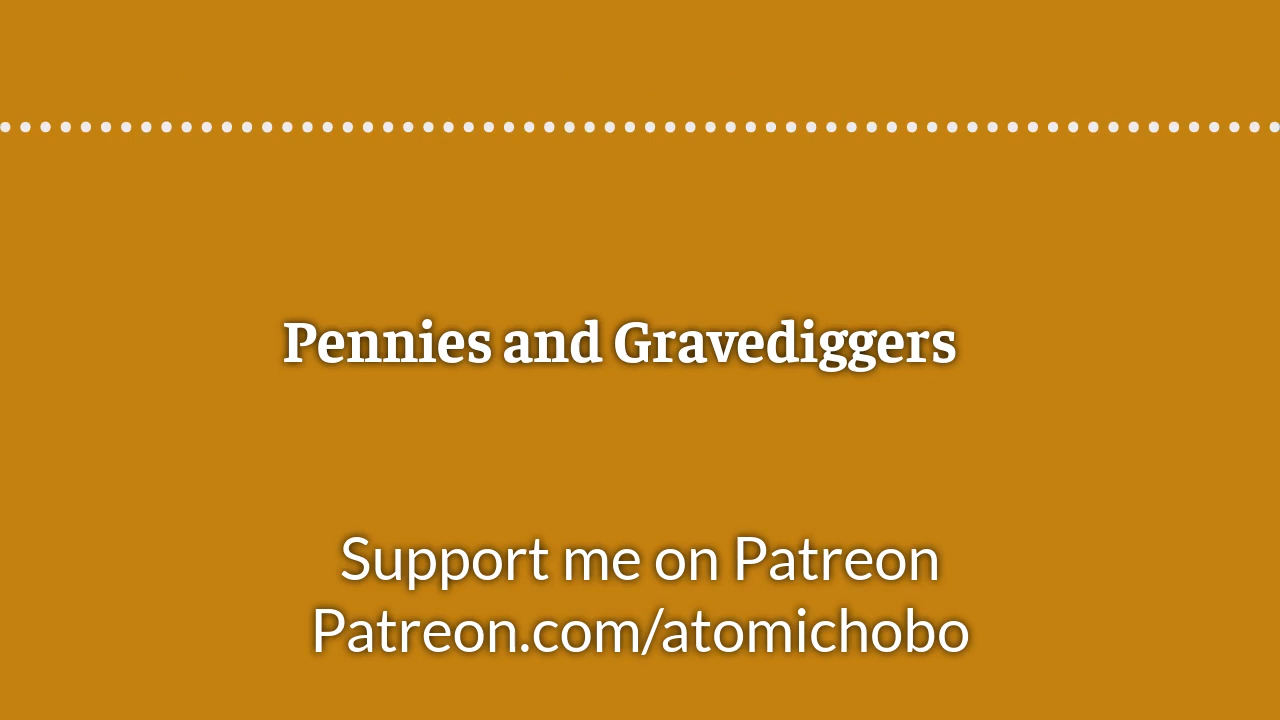 Pennies and Gravediggers
Support me on Patreon
Patreon.com/atomichobo